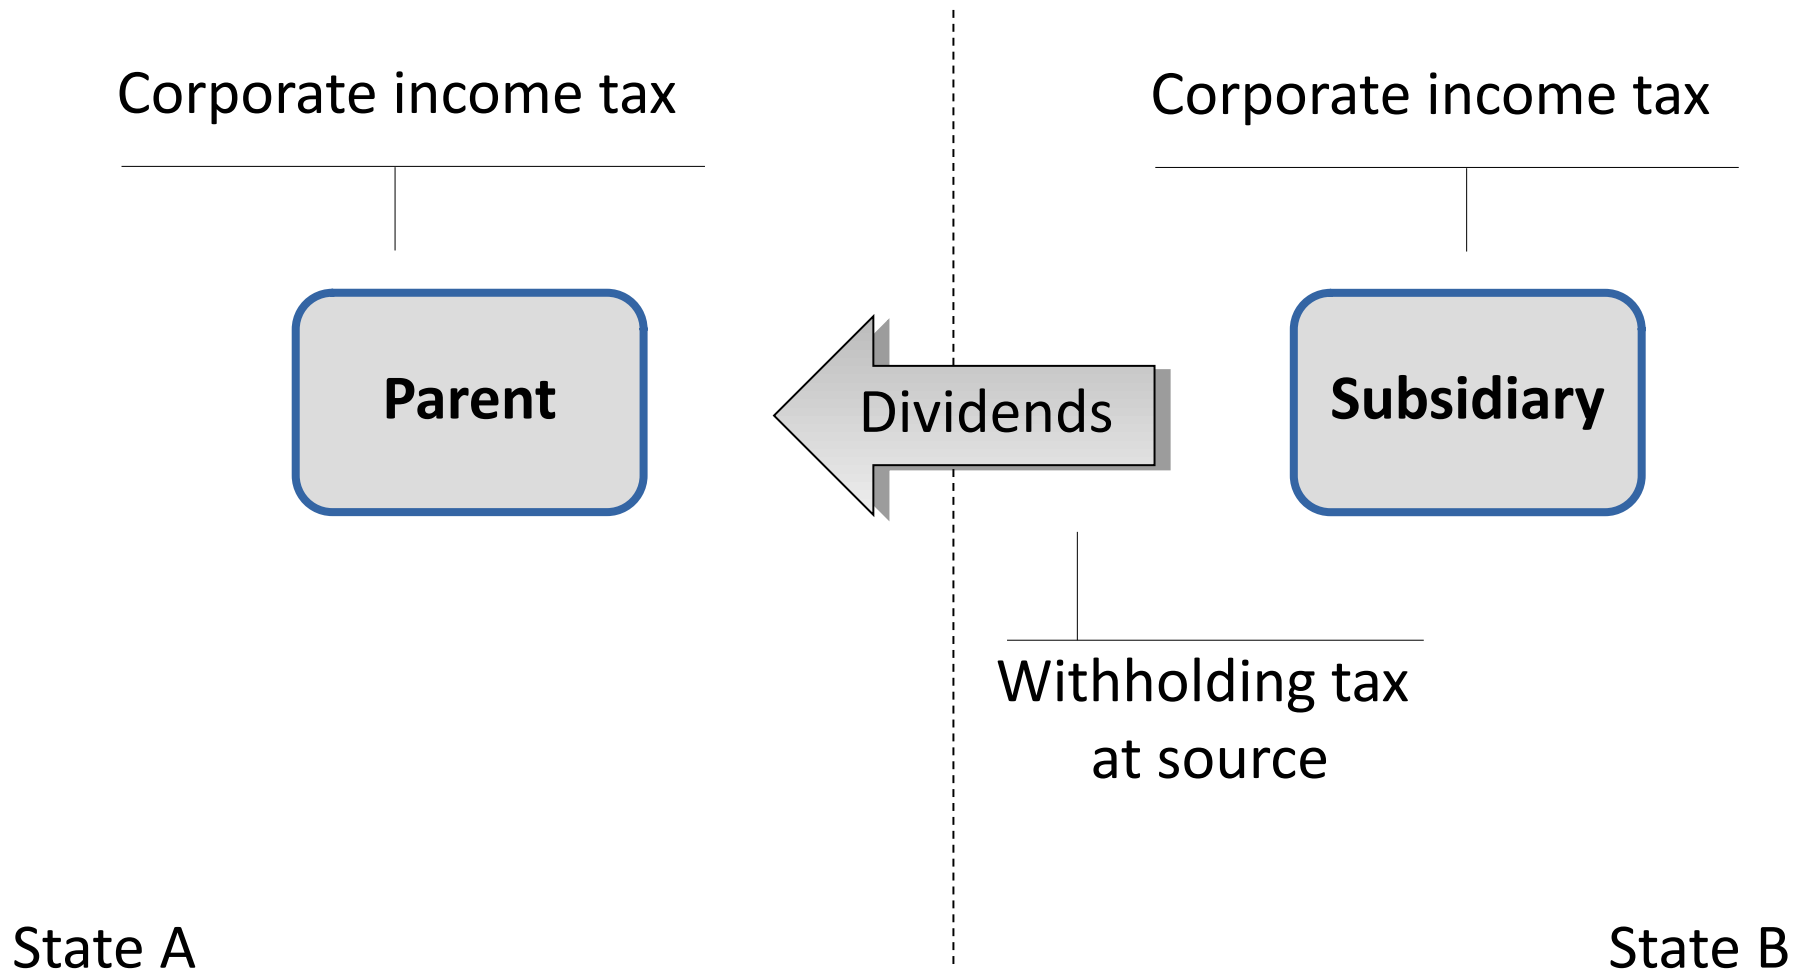 Corporate income tax
Corporate income tax
Parent
Dividends
Subsidiary
Withholding tax
at source
State A
State B